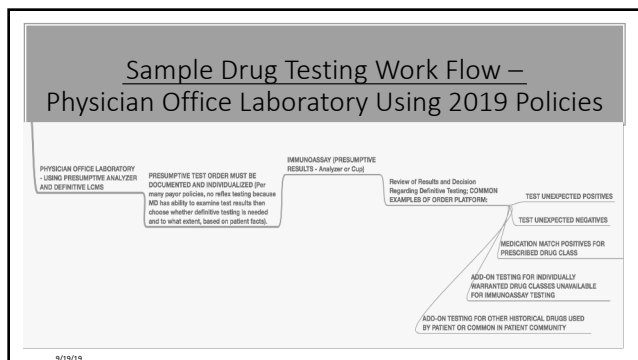 Sample Drug Testing Work Flow –
Physician Office Laboratory Using 2019 Policies
PHYSICIAN OFFICE LABORATORY
- USING PRESUMPTIVE ANALYZER
AND DEFINITIVE LCMS
PRESUMPTIVE TEST ORDER MUST BE
DOCUMENTED AND INDIVIDUALIZED (Per
many payor policies, no reflex testing because
MD has ability to examine test results then
choose whether definitive testing is needed
and to what extent, based on patient facts).
IMMUNOASSAY (PRESUMPTIVE
RESULTS - Analyzer or Cup)
Review of Results and Decision
Regarding Definitive Testing; COMMON
EXAMPLES OF ORDER PLATFORM:
TEST UNEXPECTED POSITIVES
TEST UNEXPECTED NEGATIVES
MEDICATION MATCH POSITIVES FOR
PRESCRIBED DRUG CLASS
ADD-ON TESTING FOR INDIVIDUALLY
WARRANTED DRUG CLASSES UNAVAILABLE
FOR IMMUNOASSAY TESTING
ADD-ON TESTING FOR OTHER HISTORICAL DRUGS USED
BY PATIENT OR COMMON IN PATIENT COMMUNITY
9/19/19